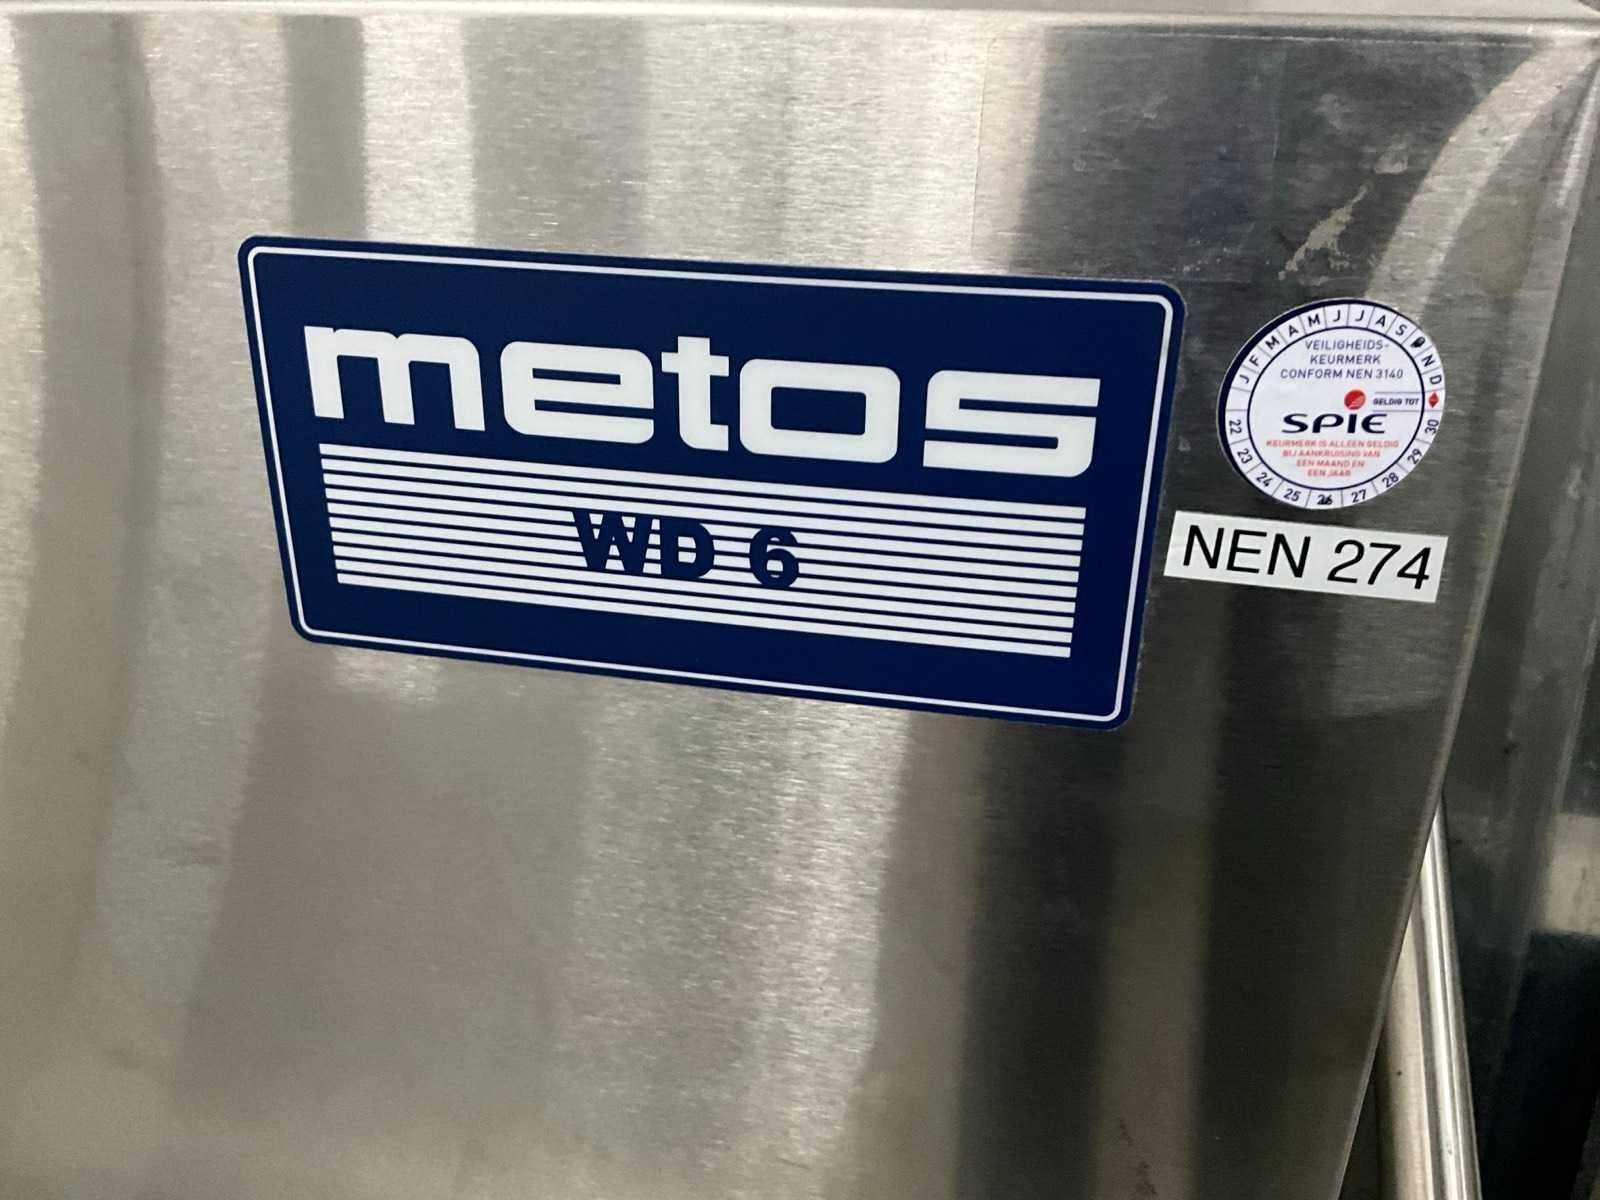 metos
WD 6
J F M A M J J A S O N D
VEILIGHEIDS-
KEURMERK
CONFORM NEN 3140
GELDIG TOT
SPIE
KEURMERK IS ALLEEN GELDIG
BIJ AANKRUISING VAN
EEN MAAND EN
EEN JAAR
22 23 24 25 26 27 28 29 30
NEN 274